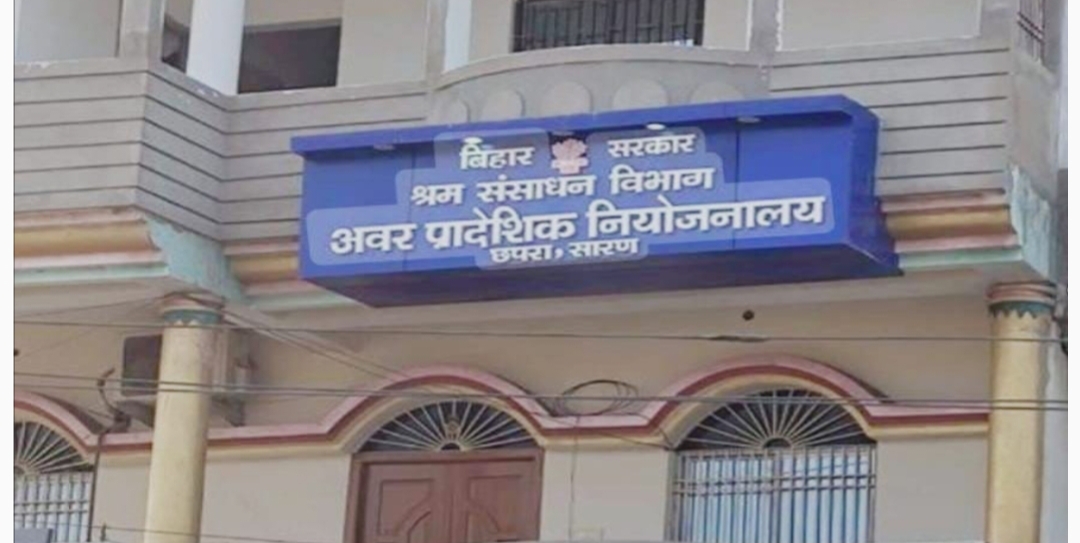 बिहार सरकार
श्रम संसाधन विभाग
अवर प्रादेशिक नियोजनालय
छपरा, सारण